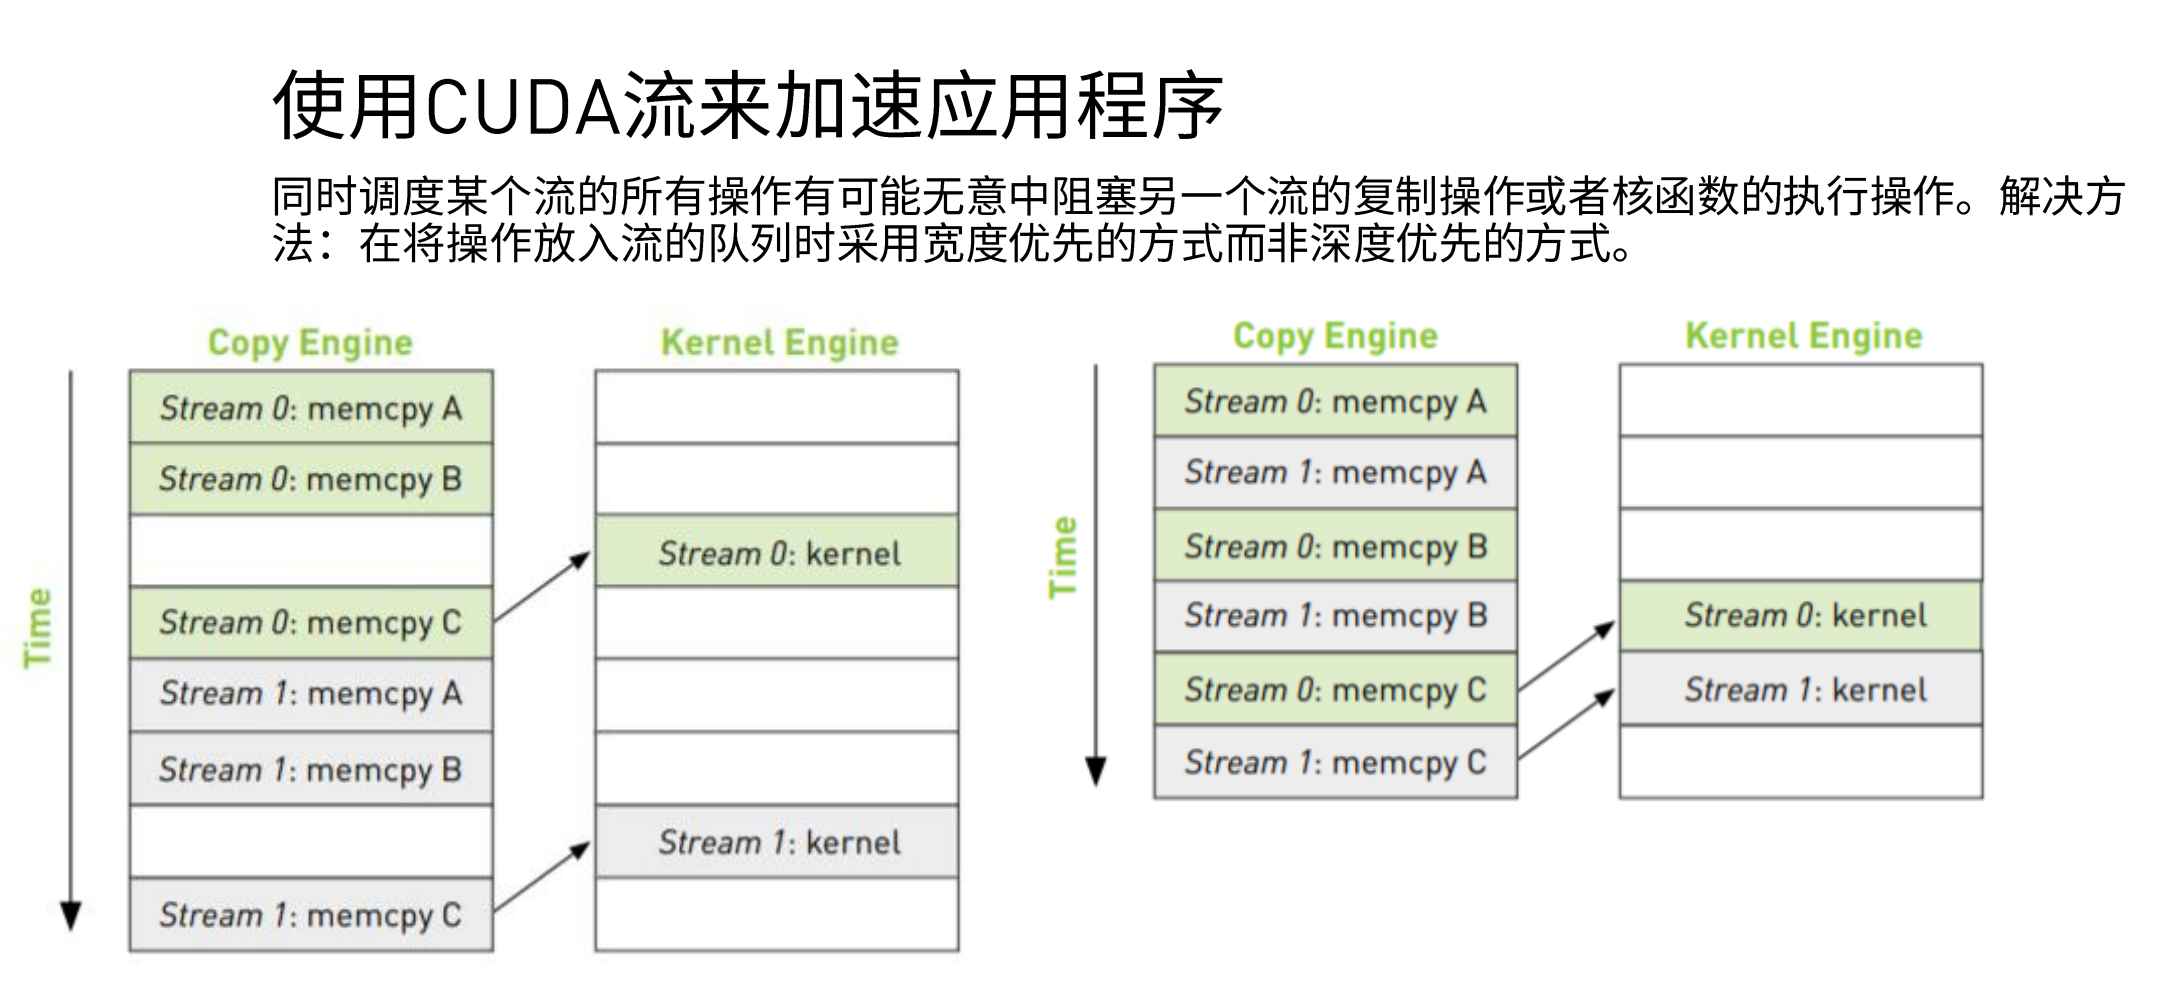 使用CUDA流来加速应用程序
同时调度某个流的所有操作有可能无意中阻塞另一个流的复制操作或者核函数的执行操作。解决方
法：在将操作放入流的队列时采用宽度优先的方式而非深度优先的方式。
Copy Engine
Kernel Engine
Time
Stream 0: memcpy A
Stream 0: memcpy B
Stream 0: kernel
Stream 0: memcpy C
Stream 1: memcpy A
Stream 1: memcpy B
Stream 1: kernel
Stream 1: memcpy C
Copy Engine
Kernel Engine
Time
Stream 0: memcpy A
Stream 1: memcpy A
Stream 0: memcpy B
Stream 1: memcpy B
Stream 0: kernel
Stream 0: memcpy C
Stream 1: kernel
Stream 1: memcpy C